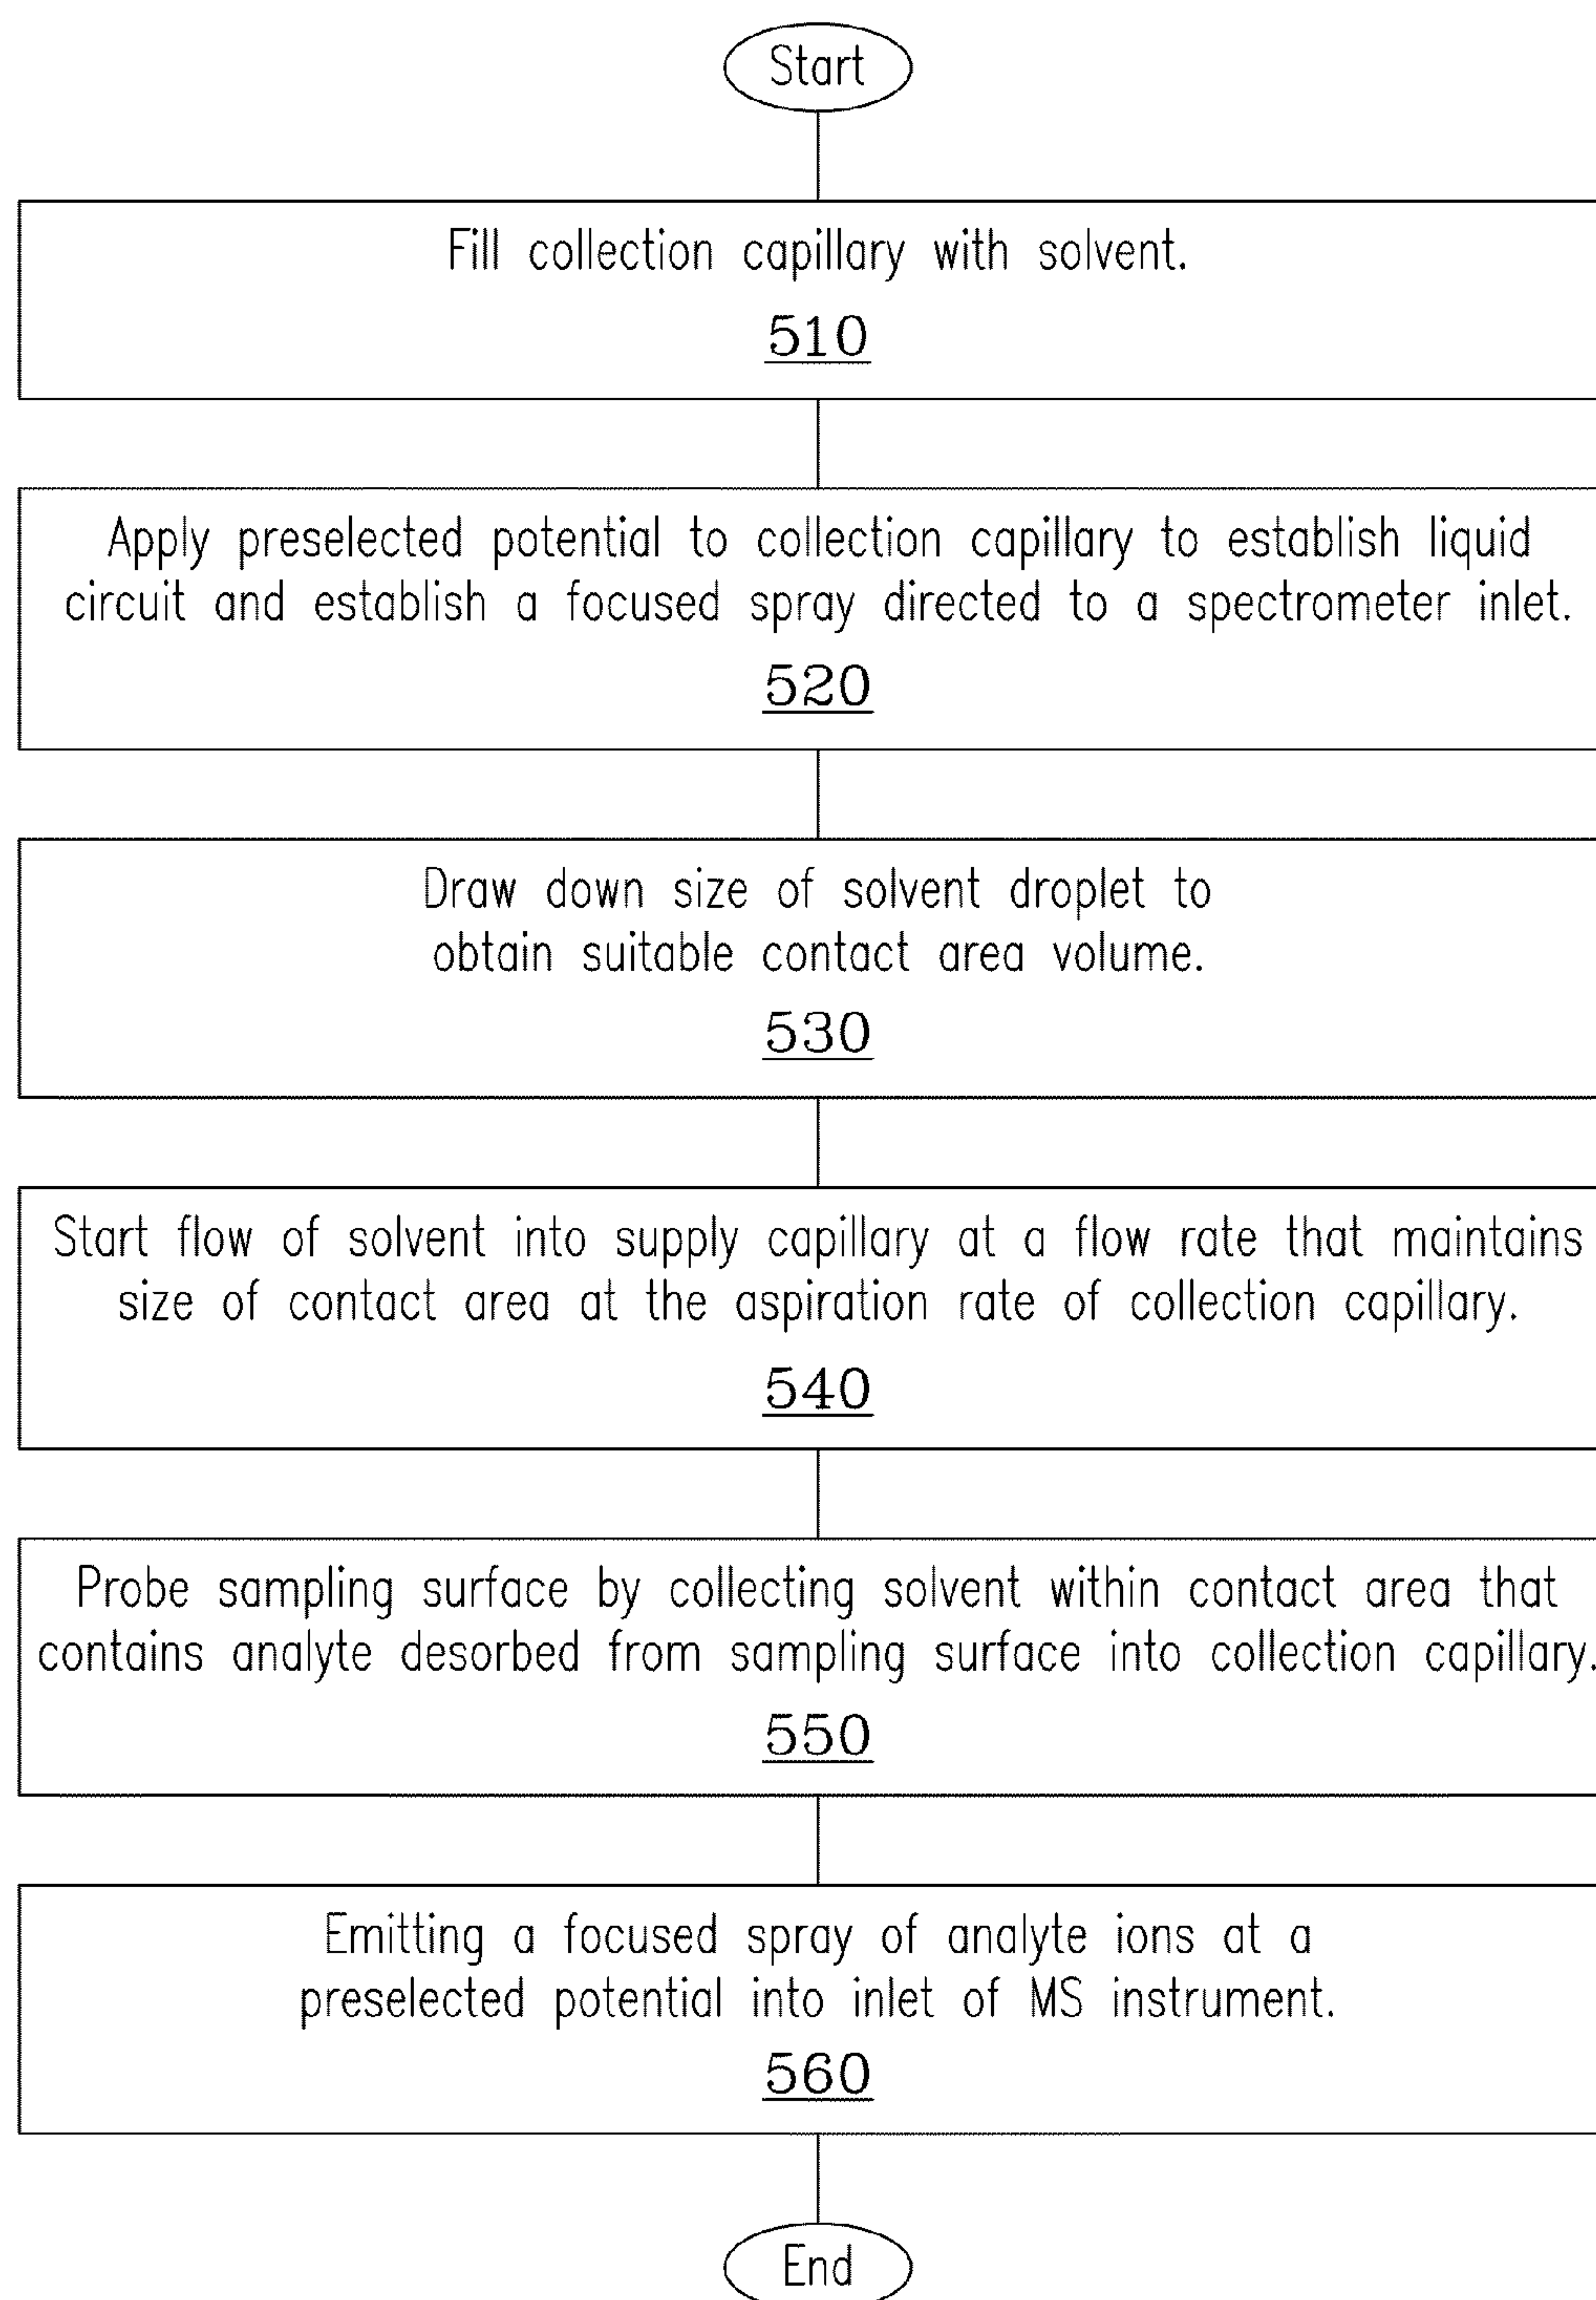 Start
Fill collection capillary with solvent.
510
Apply preselected potential to collection capillary to establish liquid
circuit and establish a focused spray directed to a spectrometer inlet.
520
Draw down size of solvent droplet to
obtain suitable contact area volume.
530
Start flow of solvent into supply capillary at a flow rate that maintains
size of contact area at the aspiration rate of collection capillary.
540
Probe sampling surface by collecting solvent within contact area that
contains analyte desorbed from sampling surface into collection capillary.
550
Emitting a focused spray of analyte ions at a
preselected potential into inlet of MS instrument.
560
End